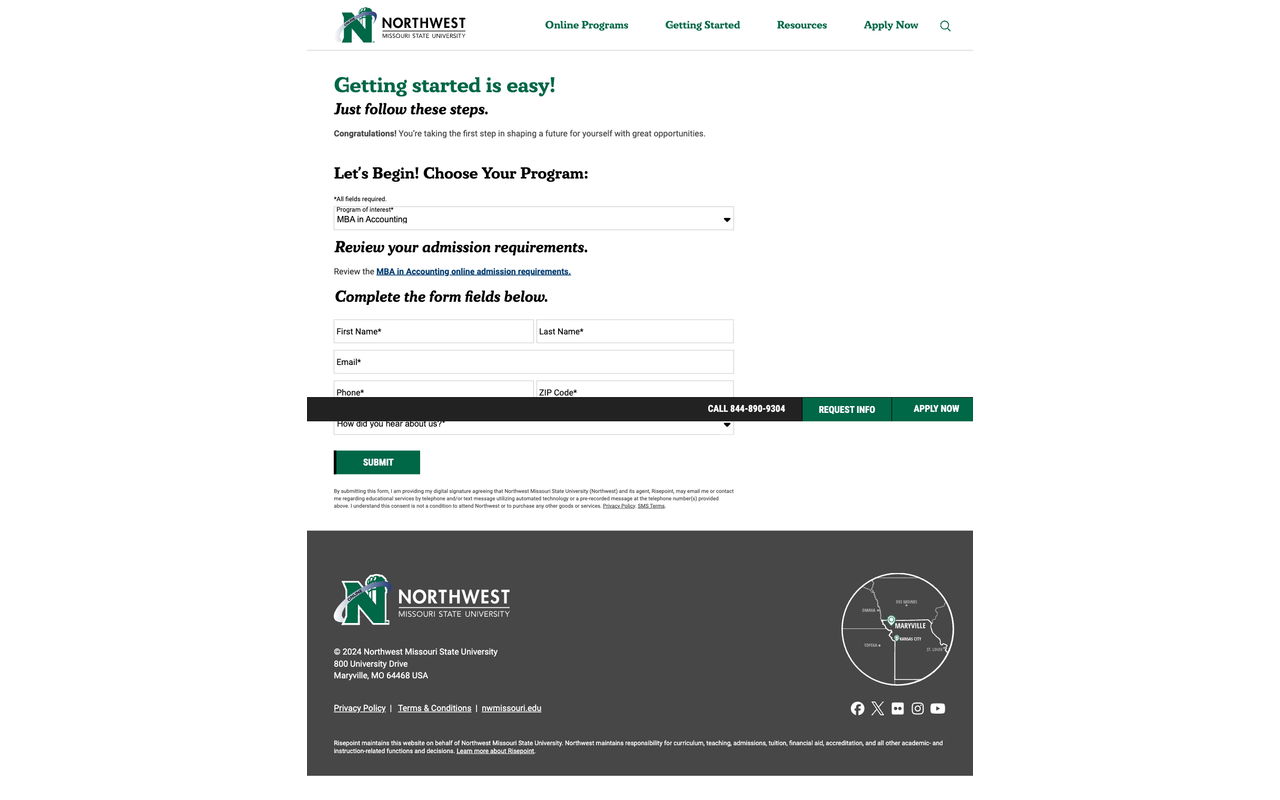 NORTHWEST
MISSOURI STATE UNIVERSITY
Online Programs
Getting Started
Resources
Apply Now
Getting started is easy!
Just follow these steps.
Congratulations! You're taking the first step in shaping a future for yourself with great opportunities.
Let's Begin! Choose Your Program:
*All fields required.
Program of interest*
MBA in Accounting
Review your admission requirements.
Review the MBA in Accounting online admission requirements.
Complete the form fields below.
First Name*
Last Name*
Email*
Phone*
ZIP Code*
CALL 844-890-9304
REQUEST INFO
APPLY NOW
How did you hear about us?*
SUBMIT
By submitting this form, I am providing my digital signature agreeing that Northwest Missouri State University (Northwest) and its agent, Risepoint, may email me or contact
me regarding educational services by telephone and/or text message utilizing automated technology or a pre-recorded message at the telephone number(s) provided
above. I understand this consent is not a condition to attend Northwest or to purchase any other goods or services. Privacy Policy. SMS Terms.
NORTHWEST
MISSOURI STATE UNIVERSITY
DES MOINES
OMAHA
MARYVILLE
KANSAS CITY
TOPEKA
ST. LOUIS
© 2024 Northwest Missouri State University
800 University Drive
Maryville, MO 64468 USA
Privacy Policy | Terms & Conditions | nwmissouri.edu
Risepoint maintains this website on behalf of Northwest Missouri State University. Northwest maintains responsibility for curriculum, teaching, admissions, tuition, financial aid, accreditation, and all other academic- and
instruction-related functions and decisions. Learn more about Risepoint.